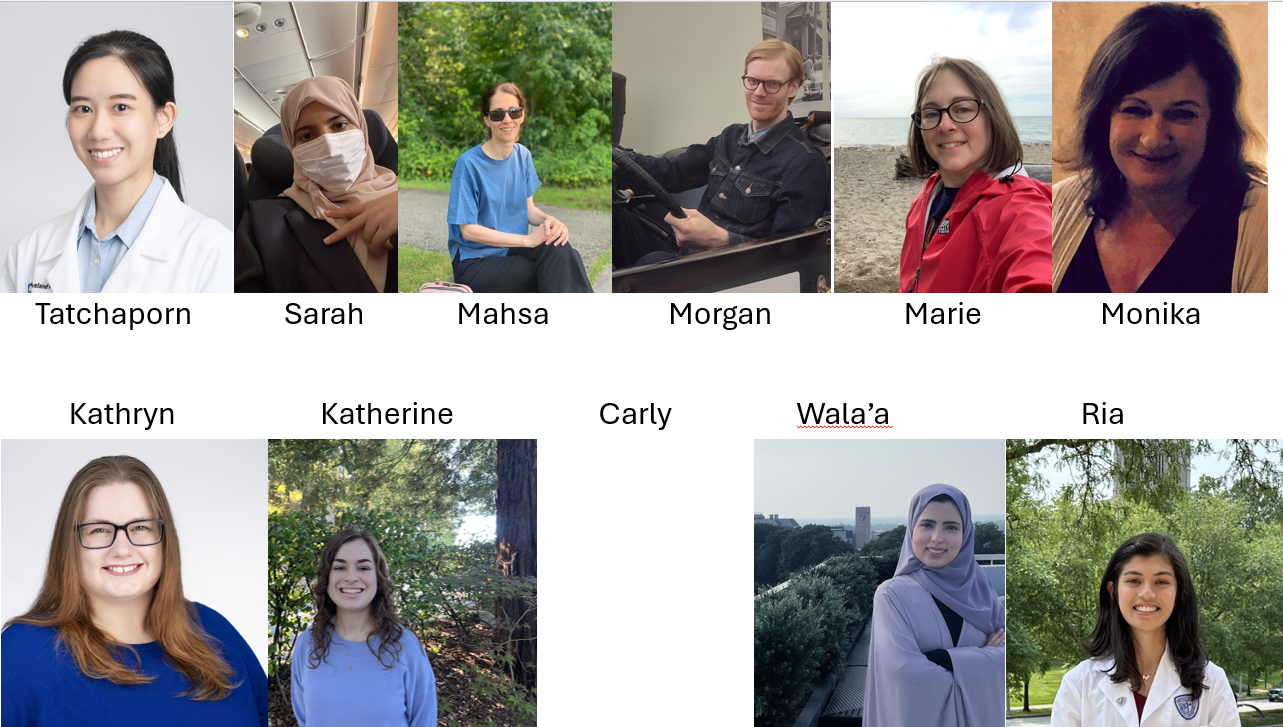 Tatchaporn
Sarah
Mahsa
Morgan
Marie
Monika
Kathryn
Katherine
Carly
Wala’a
Ria